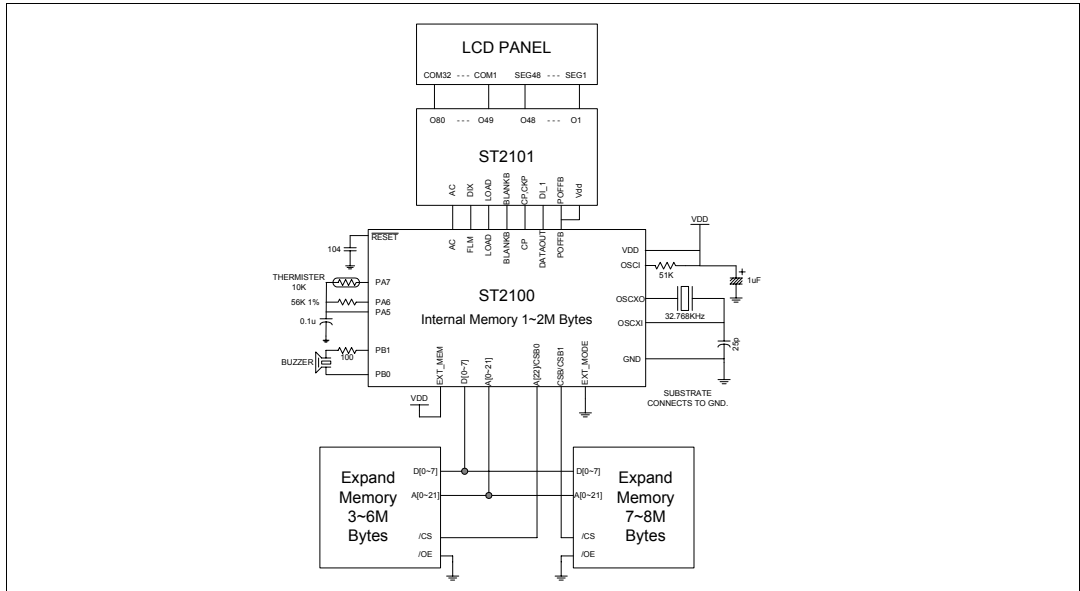 LCD PANEL
COM32 --- COM1 SEG48 --- SEG1
O80 --- O49 O48 --- O1
ST2101
AC DIX LOAD BLANKB CP,CKP DI_1 POFFB Vdd
AC FLM LOAD BLANKB CP DATAOUT POFFB
RESET
104
THERMISTER
10K
PA7
56K 1%
PA6
PA5
0.1u
PB1
100
BUZZER
PB0
ST2100
Internal Memory 1~2M Bytes
VDD
VDD
OSCI
51K
1uF
+
OSCXO
32.768KHz
OSCXI
25p
GND
SUBSTRATE
CONNECTS TO GND.
EXT_MEM D[0~7] A[0~21] A[22]/CSB0 CSB/CSB1 EXT_MODE
VDD
Expand
Memory
3~6M
Bytes
D[0~7]
A[0~21]
/CS
/OE
D[0~7]
A[0~21]
/CS
/OE
Expand
Memory
7~8M
Bytes